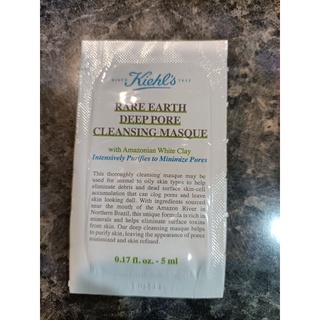 SINCE Kiehl's 1851
RARE EARTH
DEEP PORE
CLEANSING MASQUE
with Amazonian White Clay
Intensively Purifies to Minimize Pores
This thoroughly cleansing masque may be
used for normal to oily skin types to help
eliminate debris and dead surface skin-cell
accumulation that can clog pores and leave
skin looking dull. With ingredients sourced
near the mouth of the Amazon River in
Northern Brazil, this unique formula is rich in
minerals and helps eliminate surface toxins
from skin. Our deep cleansing masque helps
to purify skin, leaving the appearance of pores
minimized and skin refined.
0.17 fl. oz. - 5 ml